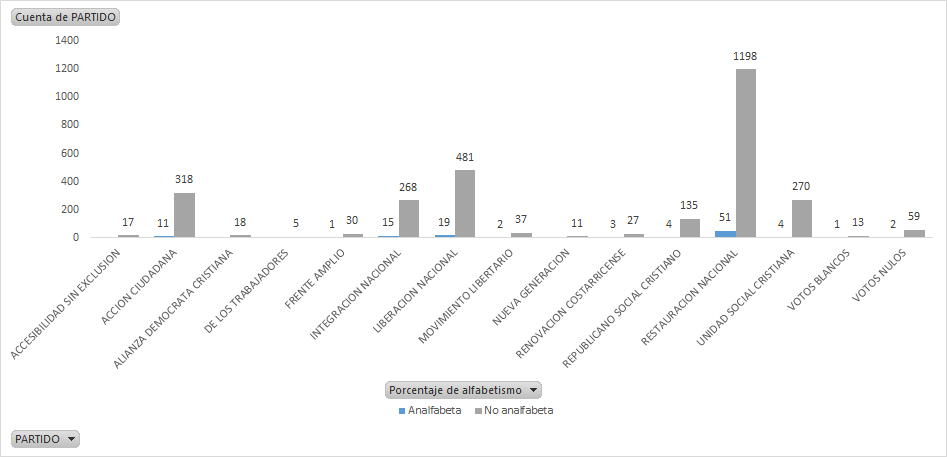 Cuenta de PARTIDO
1400
1200
1000
800
600
400
200
0
17
11
318
18
5
1
30
15
268
19
481
2
37
11
3
27
4
135
51
1198
4
270
1
13
2
59
ACCESIBILIDAD SIN EXCLUSION
ACCION CIUDADANA
ALIANZA DEMOCRATA CRISTIANA
DE LOS TRABAJADORES
FRENTE AMPLIO
INTEGRACION NACIONAL
LIBERACION NACIONAL
MOVIMIENTO LIBERTARIO
NUEVA GENERACION
RENOVACION COSTARRICENSE
REPUBLICANO SOCIAL CRISTIANO
RESTAURACION NACIONAL
UNIDAD SOCIAL CRISTIANA
VOTOS BLANCOS
VOTOS NULOS
Porcentaje de alfabetismo
Analfabeta No analfabeta
PARTIDO